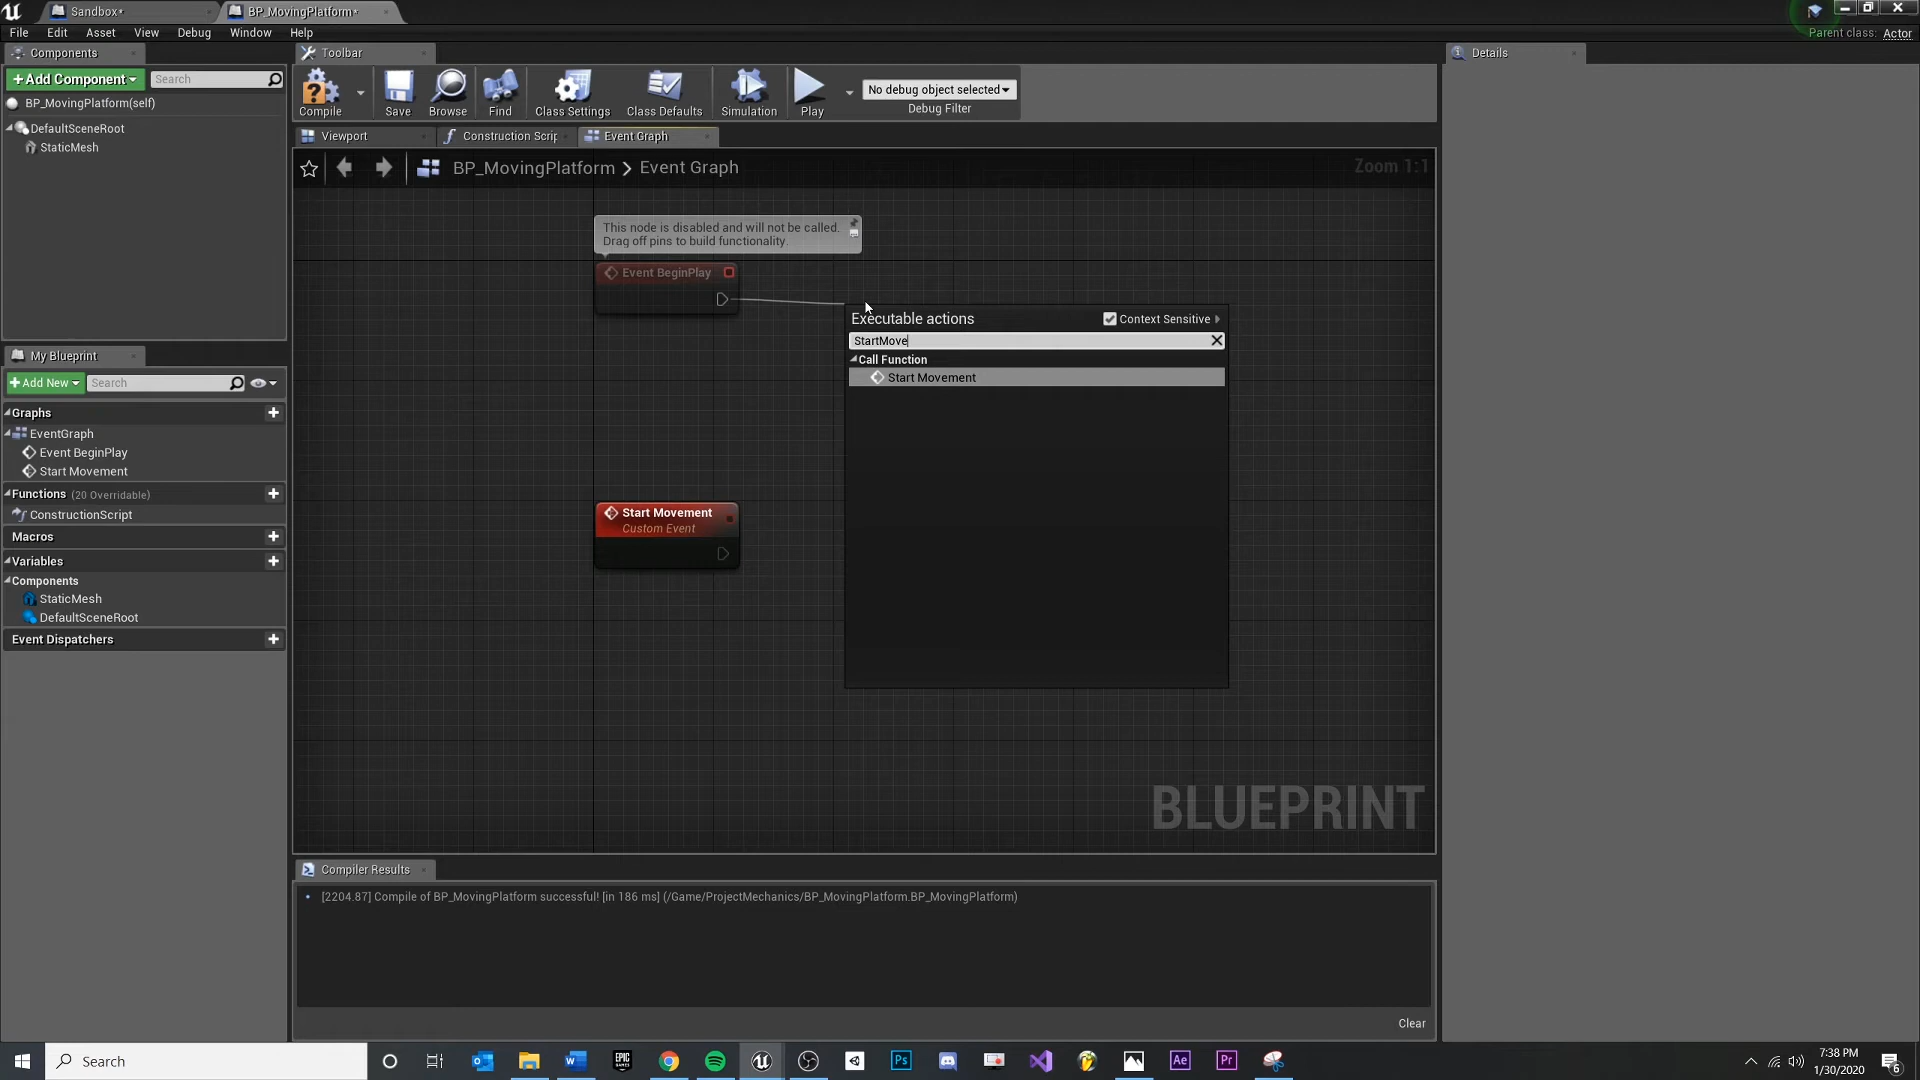 Sandbox*
BP_MovingPlatform*
File Edit Asset View Debug Window Help
Parent class: Actor
Components
Toolbar
Details
+Add Component
Search
BP_MovingPlatform(self)
DefaultSceneRoot
StaticMesh
Compile
Save
Browse
Find
Class Settings
Class Defaults
Simulation
Play
No debug object selected
Debug Filter
Viewport
Construction Scrip
Event Graph
BP_MovingPlatform > Event Graph
Zoom 1:1
This node is disabled and will not be called.
Drag off pins to build functionality.
Event BeginPlay
Executable actions
Context Sensitive
StartMove
Call Function
Start Movement
Start Movement
Custom Event
BLUEPRINT
My Blueprint
+Add New
Search
Graphs
EventGraph
Event BeginPlay
Start Movement
Functions (20 Overridable)
ConstructionScript
Macros
Variables
Components
StaticMesh
DefaultSceneRoot
Event Dispatchers
Compiler Results
[2204.87] Compile of BP_MovingPlatform successful! [in 186 ms] (/Game/ProjectMechanics/BP_MovingPlatform.BP_MovingPlatform)
Clear
Search
EPIC GAMES
Ps
Ae
Pr
7:38 PM
1/30/2020
6